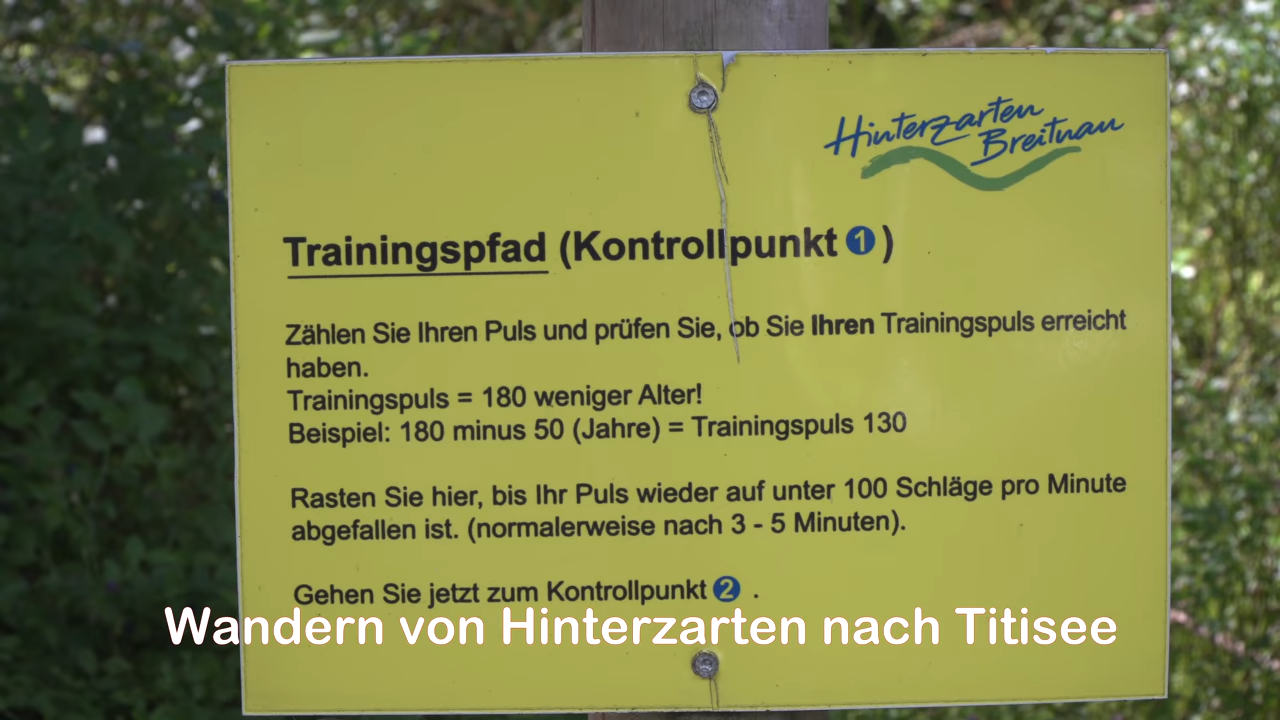 Hinterzarten
Breitnau
Trainingspfad (Kontrollpunkt 1)
Zählen Sie Ihren Puls und prüfen Sie, ob Sie Ihren Trainingspuls erreicht
haben.
Trainingspuls = 180 weniger Alter!
Beispiel: 180 minus 50 (Jahre) = Trainingspuls 130
Rasten Sie hier, bis Ihr Puls wieder auf unter 100 Schläge pro Minute
abgefallen ist. (normalerweise nach 3 - 5 Minuten).
Gehen Sie jetzt zum Kontrollpunkt 2 .
Wandern von Hinterzarten nach Titisee